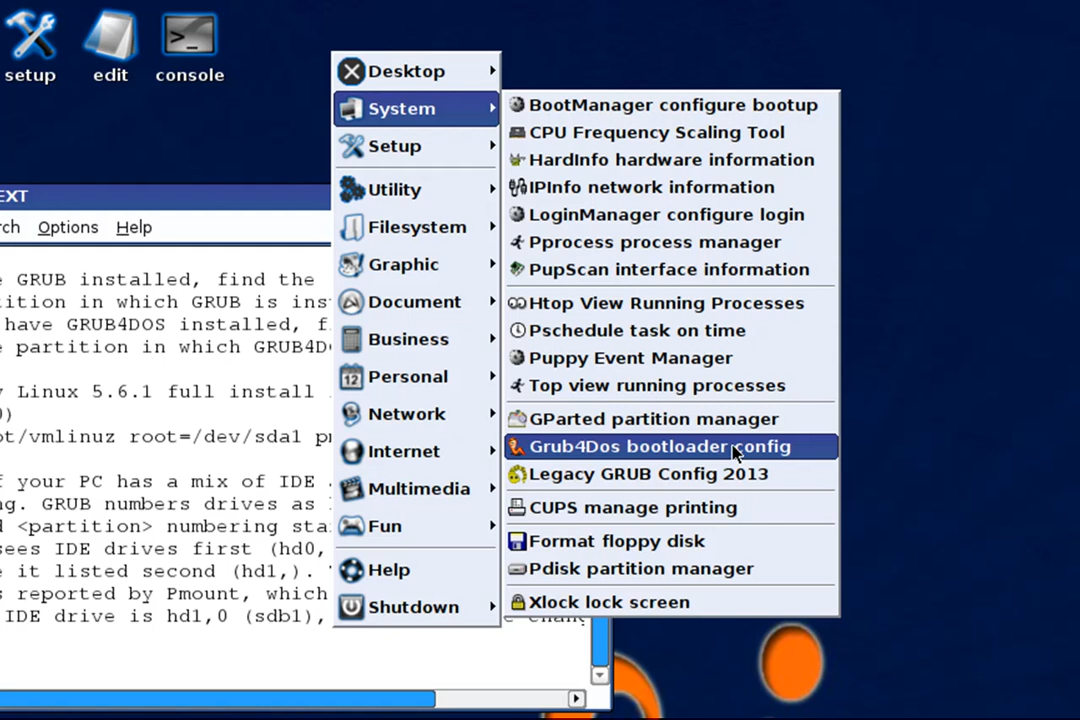 setup
edit
console
EXT
rch Options Help
e GRUB installed, find the
tition in which GRUB is ins
have GRUB4DOS installed, f
e partition in which GRUB4D
y Linux 5.6.1 full install
0)
ot/vmlinuz root=/dev/sda1 pm
f your PC has a mix of IDE
ng. GRUB numbers drives as
d <partition> numbering sta
sees IDE drives first (hd0,
e it listed second (hd1,).
s reported by Pmount, which
IDE drive is hd1,0 (sdb1),
Desktop
System
Setup
Utility
Filesystem
Graphic
Document
Business
Personal
Network
Internet
Multimedia
Fun
Help
Shutdown
BootManager configure bootup
CPU Frequency Scaling Tool
HardInfo hardware information
IPInfo network information
LoginManager configure login
Pprocess process manager
PupScan interface information
Htop View Running Processes
Pschedule task on time
Puppy Event Manager
Top view running processes
GParted partition manager
Grub4Dos bootloader config
Legacy GRUB Config 2013
CUPS manage printing
Format floppy disk
Pdisk partition manager
Xlock lock screen